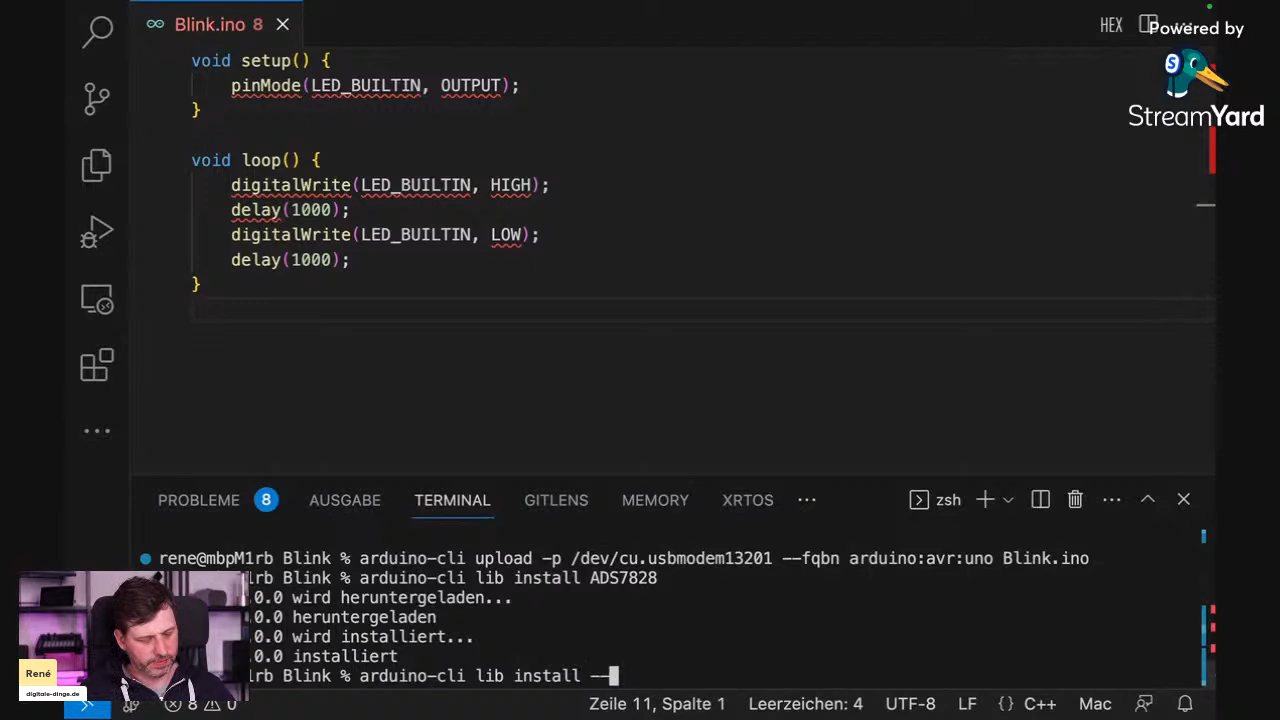 Blink.ino 8
HEX
Powered by
StreamYard
void setup() {
pinMode(LED_BUILTIN, OUTPUT);
}
void loop() {
digitalWrite(LED_BUILTIN, HIGH);
delay(1000);
digitalWrite(LED_BUILTIN, LOW);
delay(1000);
}
PROBLEME 8 AUSGABE TERMINAL GITLENS MEMORY XRTOS zsh
rene@mbpM1rb Blink % arduino-cli upload -p /dev/cu.usbmodem13201 --fqbn arduino:avr:uno Blink.ino
1rb Blink % arduino-cli lib install ADS7828
.0.0 wird heruntergeladen...
.0.0 heruntergeladen
.0.0 wird installiert...
.0.0 installiert
1rb Blink % arduino-cli lib install --
René
digitale-dinge.de
8 0 Zeile 11, Spalte 1 Leerzeichen: 4 UTF-8 LF {} C++ Mac